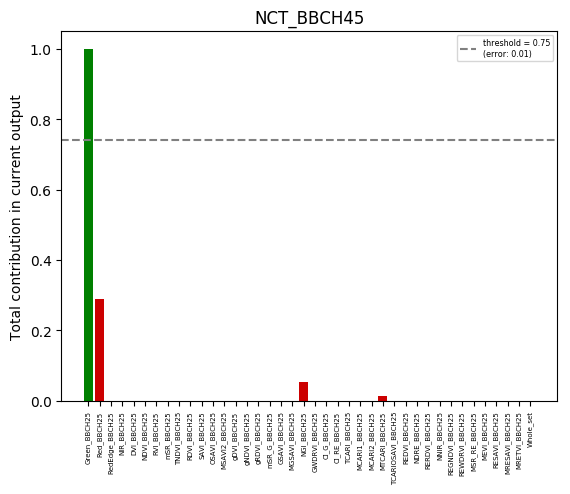 NCT_BBCH45
threshold = 0.75
(error: 0.01)
Total contribution in current output
1.0
0.8
0.6
0.4
0.2
0.0
Green_BBCH25
Red_BBCH25
RedEdge_BBCH25
NIR_BBCH25
DVI_BBCH25
NDVI_BBCH25
RVI_BBCH25
mSR_BBCH25
TNDVI_BBCH25
RDVI_BBCH25
SAVI_BBCH25
OSAVI_BBCH25
MSAVI2_BBCH25
gDVI_BBCH25
gNDVI_BBCH25
gRDVI_BBCH25
mSR_G_BBCH25
GSAVI_BBCH25
MGSAVI_BBCH25
NGI_BBCH25
GWDRVI_BBCH25
CI_G_BBCH25
CI_RE_BBCH25
TCARI_BBCH25
MCARI1_BBCH25
MCARI2_BBCH25
MTCARI_BBCH25
TCARIOSAVI_BBCH25
REDVI_BBCH25
NDRE_BBCH25
RERDVI_BBCH25
NNIR_BBCH25
REGNDVI_BBCH25
REWDRVI_BBCH25
MSR_RE_BBCH25
MEVI_BBCH25
RESAVI_BBCH25
MRESAVI_BBCH25
MRETVI_BBCH25
Whole_set